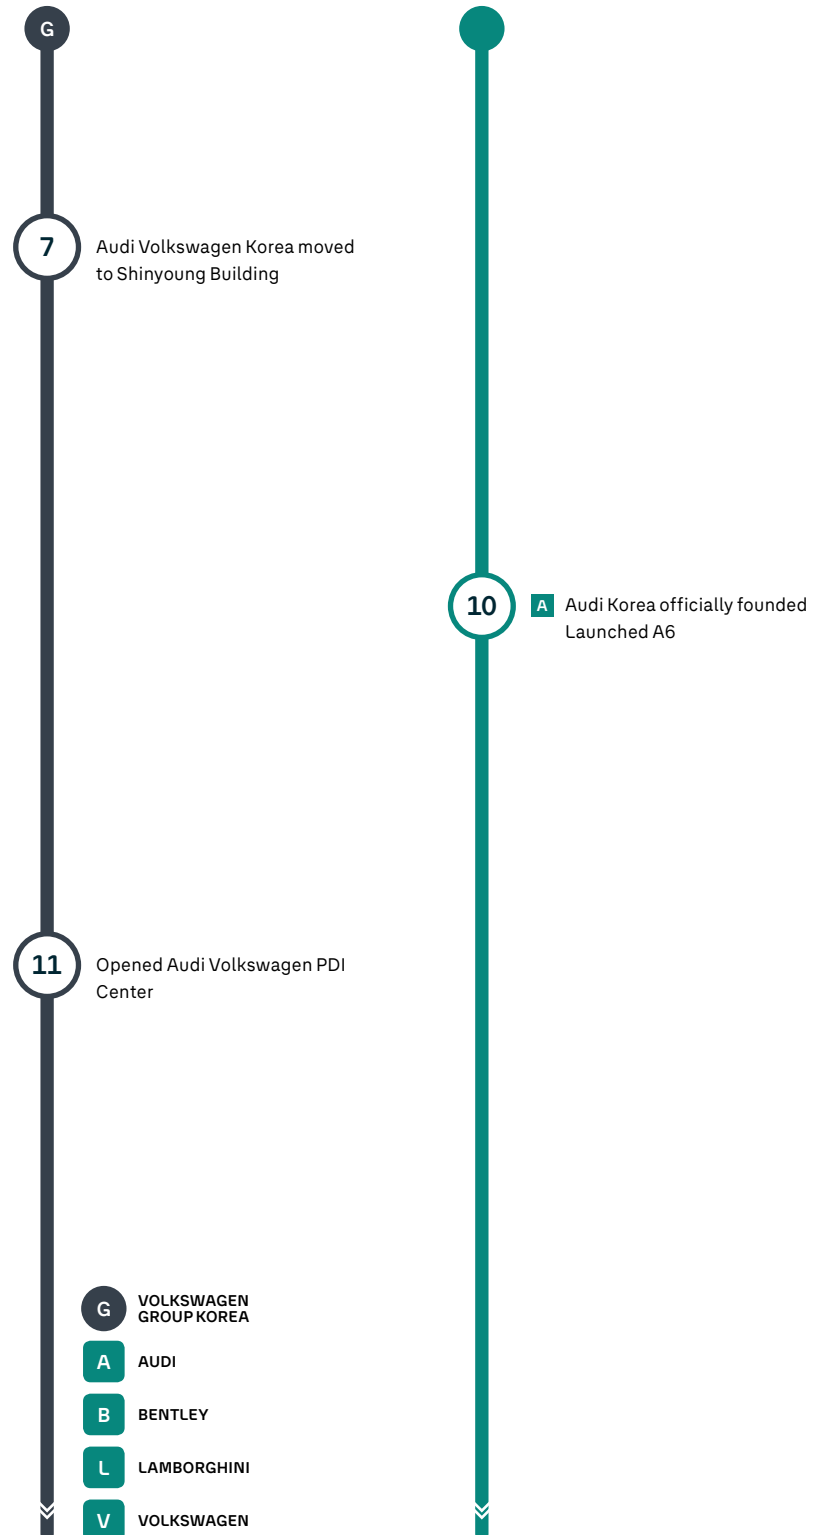 G
7
Audi Volkswagen Korea moved
to Shinyoung Building
10
A
Audi Korea officially founded
Launched A6
11
Opened Audi Volkswagen PDI
Center
G
VOLKSWAGEN
GROUP KOREA
A
AUDI
B
BENTLEY
L
LAMBORGHINI
V
VOLKSWAGEN